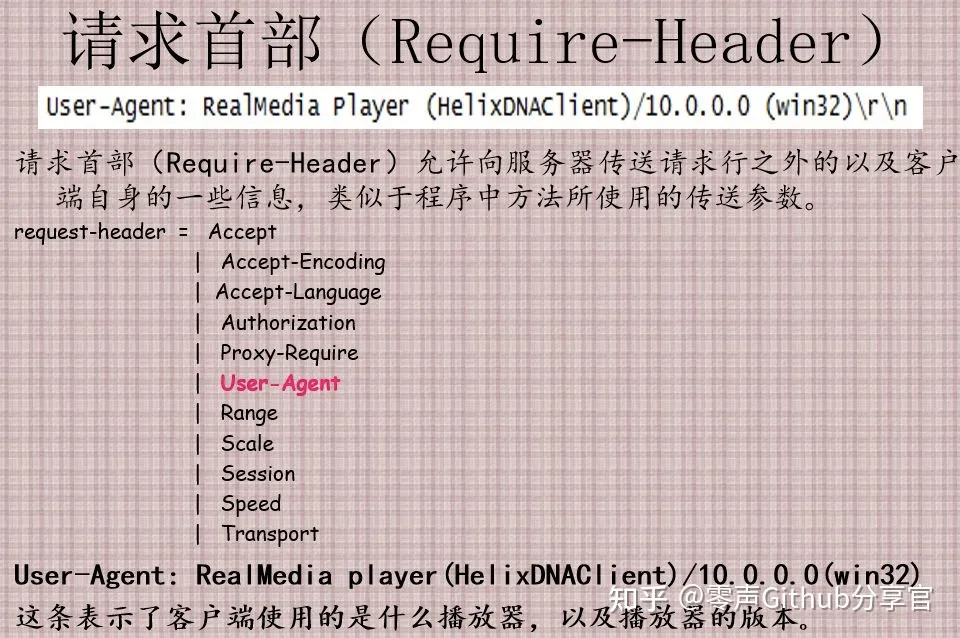 请求首部（Require-Header）
User-Agent: RealMedia Player (HelixDNAClient)/10.0.0.0 (win32)\r\n
请求首部（Require-Header）允许向服务器传送请求行之外的以及客户
端自身的一些信息，类似于程序中方法所使用的传送参数。
request-header = Accept
| Accept-Encoding
| Accept-Language
| Authorization
| Proxy-Require
| User-Agent
| Range
| Scale
| Session
| Speed
| Transport
User-Agent: RealMedia player(HelixDNAClient)/10.0.0.0(win32)
这条表示了客户端使用的是什么播放器，以及播放器的版本。
知乎 @零声Github分享官